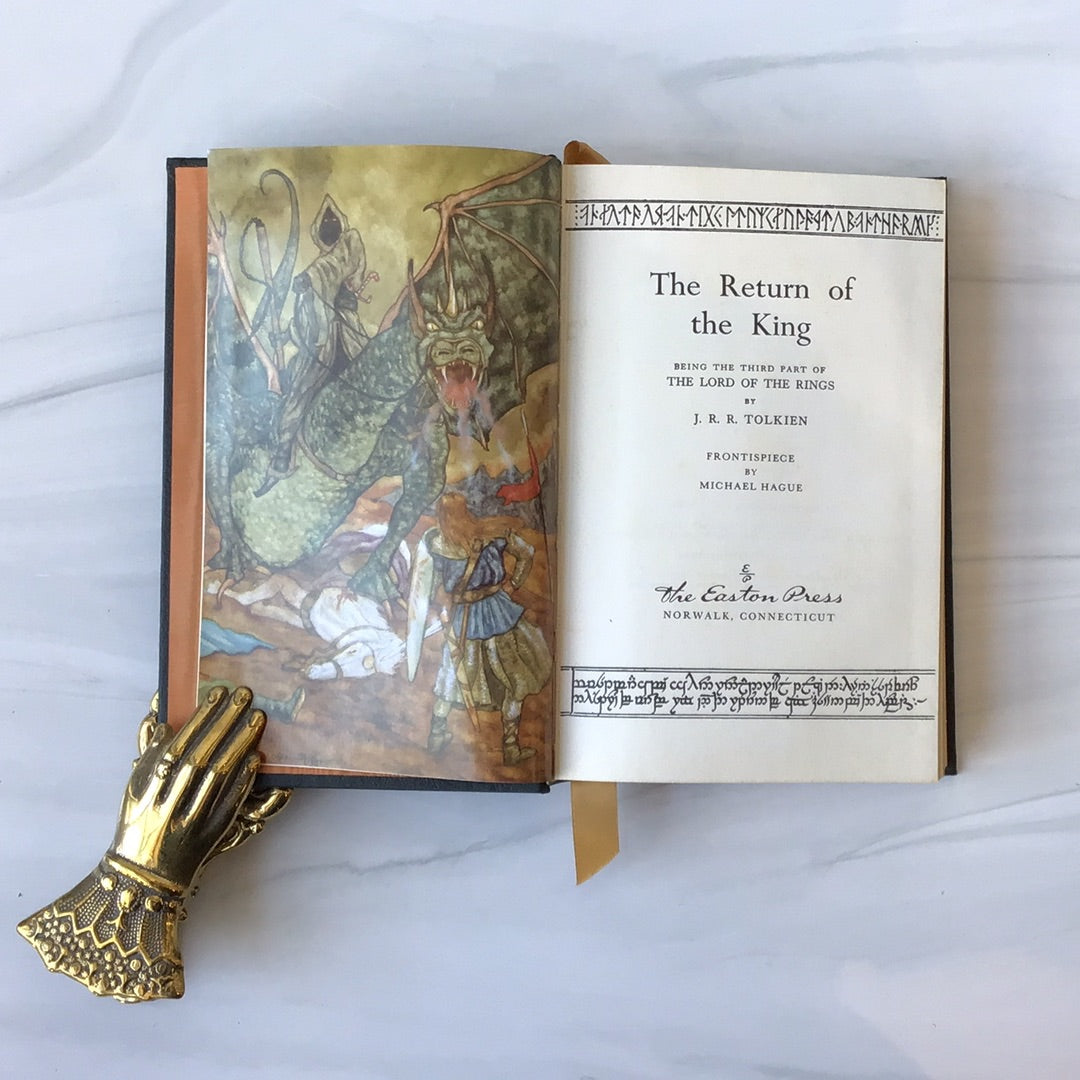 The Return of
the King
BEING THE THIRD PART OF
THE LORD OF THE RINGS
BY
J. R. R. TOLKIEN
FRONTISPIECE
BY
MICHAEL HAGUE
The Easton Press
NORWALK, CONNECTICUT